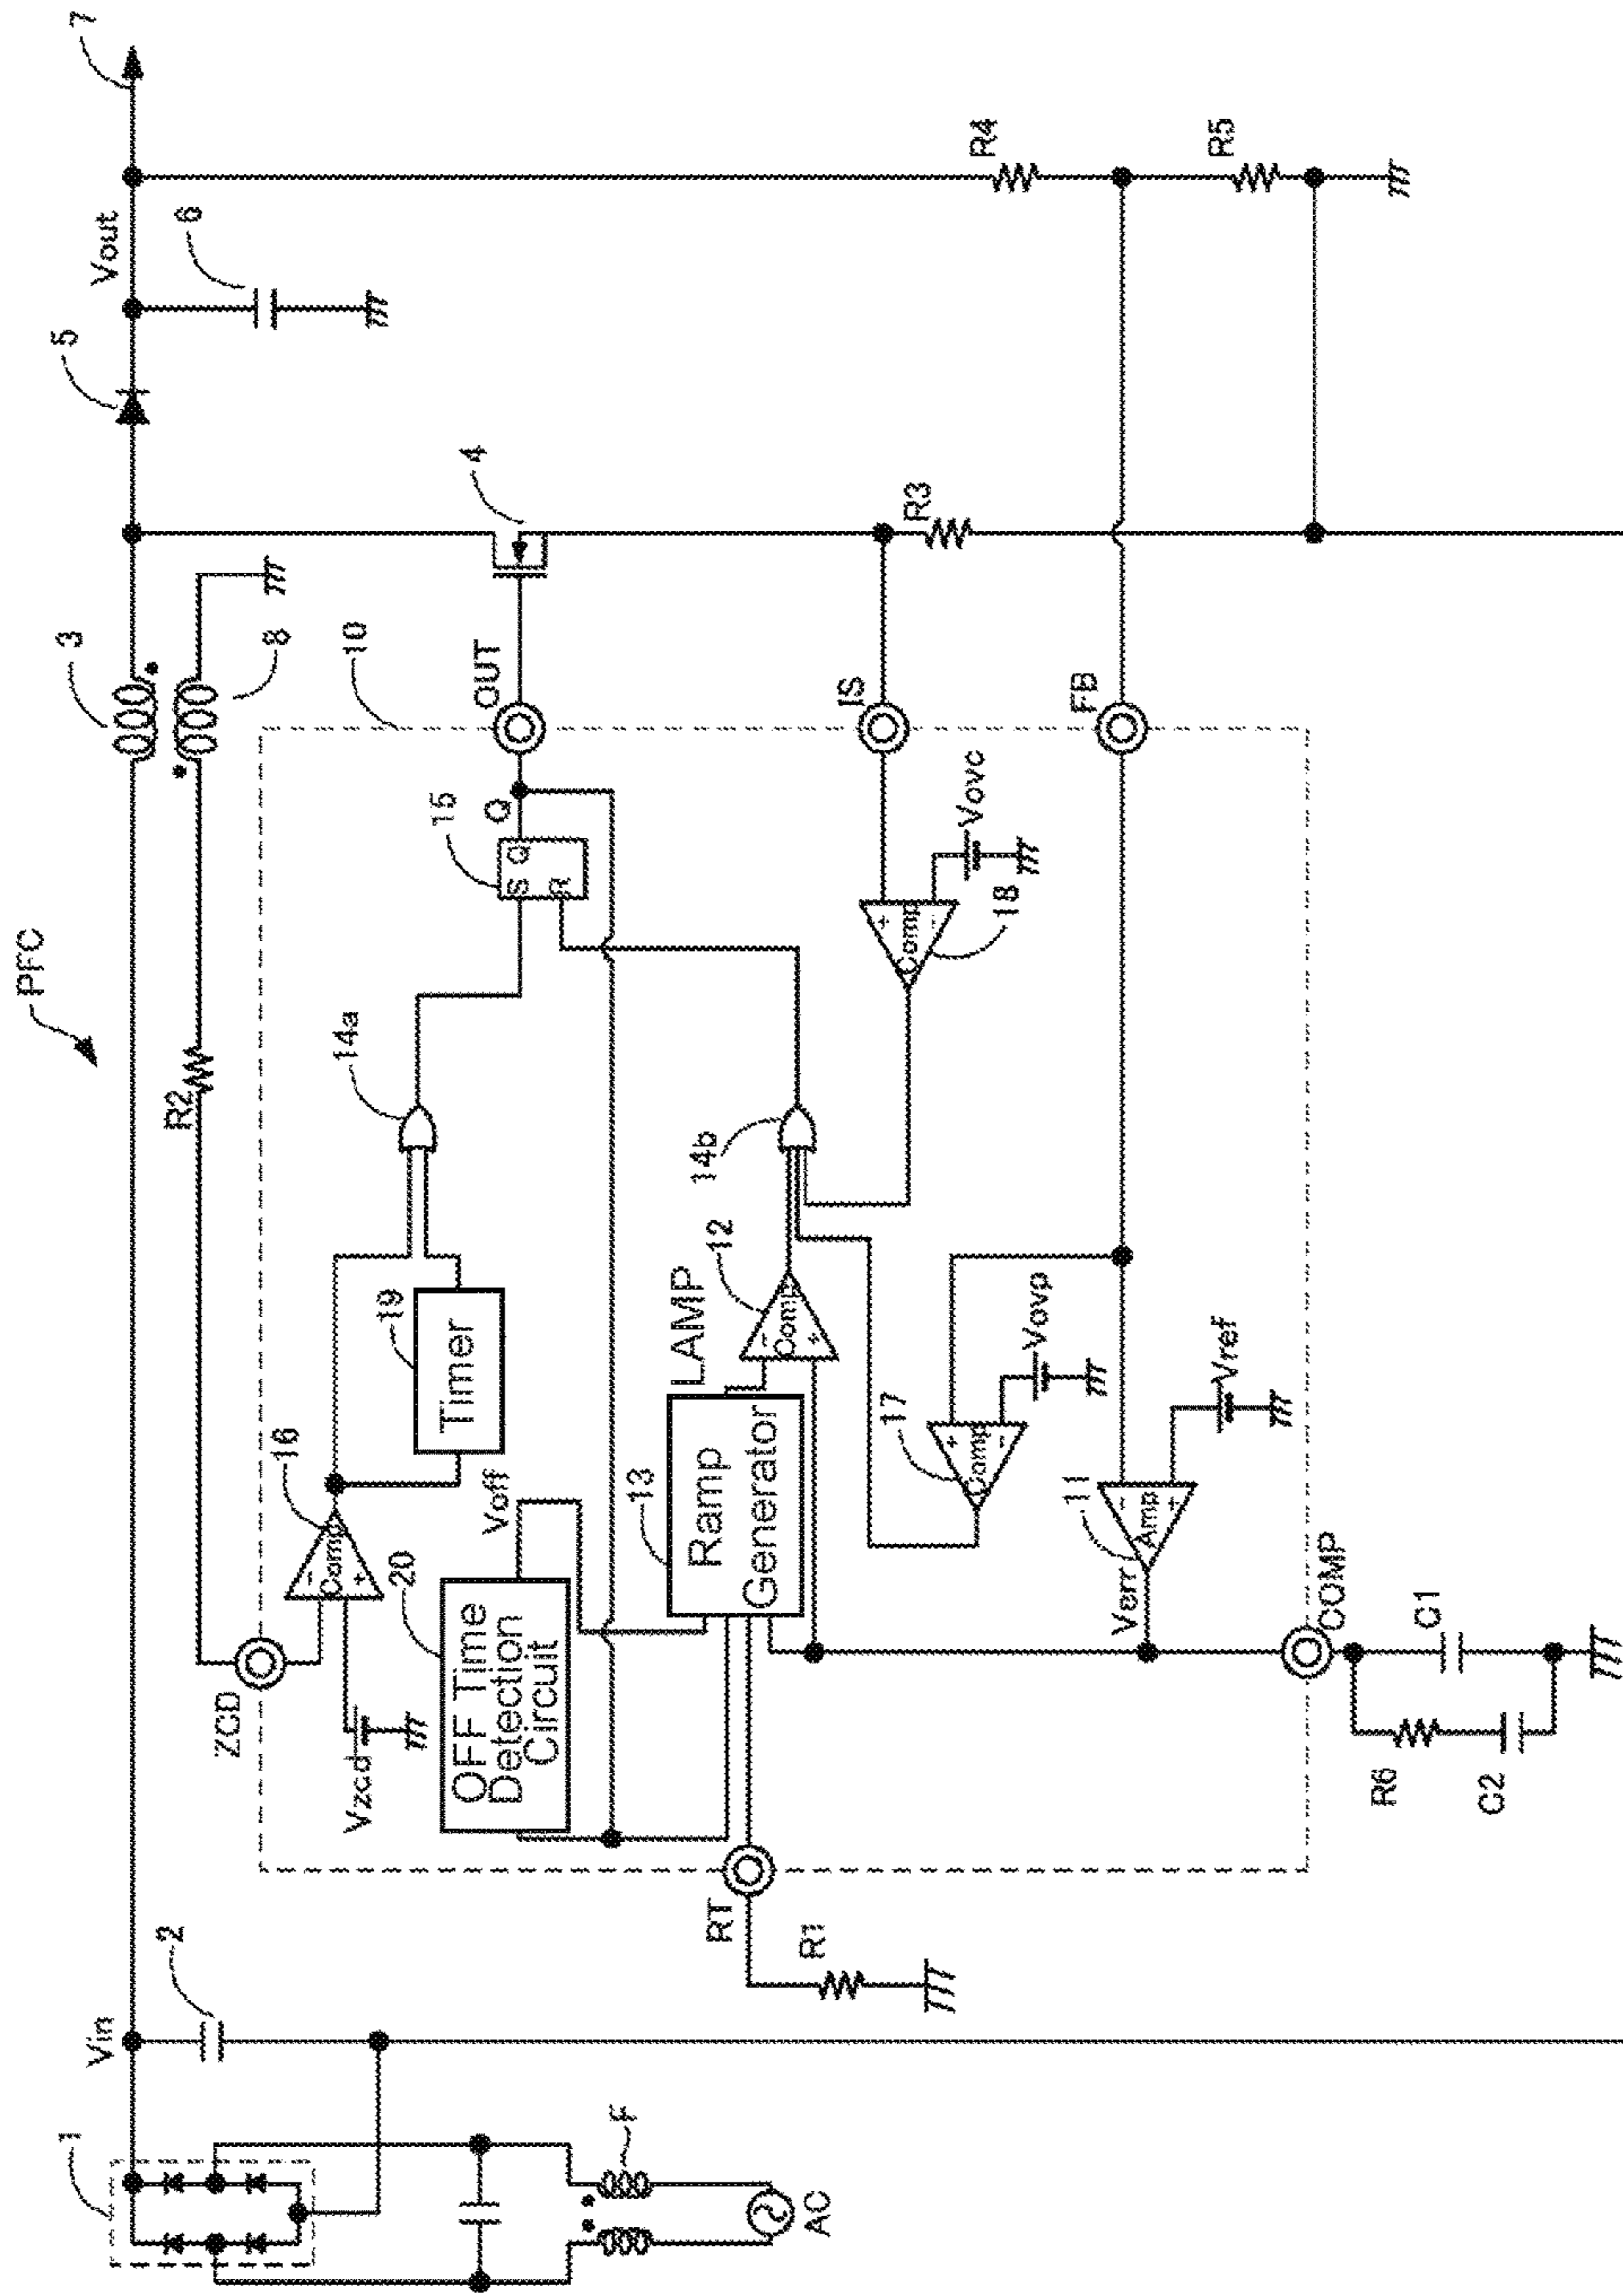 PFC
1
Vin
2
3
5
Vout
6
7
R2
8
ZCD
16
Comp
-
+
Vzcd
14a
10
4
OUT
20
OFF Time
Detection
Circuit
Voff
19
Timer
15
S Q
R
Q
F
AC
RT
R1
13
Ramp
Generator
LAMP
12
Comp
-
+
14b
IS
R3
17
Comp
+
-
Vovp
18
Comp
+
-
Vovc
11
Amp
-
+
Verr
Vref
FB
R4
R5
COMP
R6
C1
C2